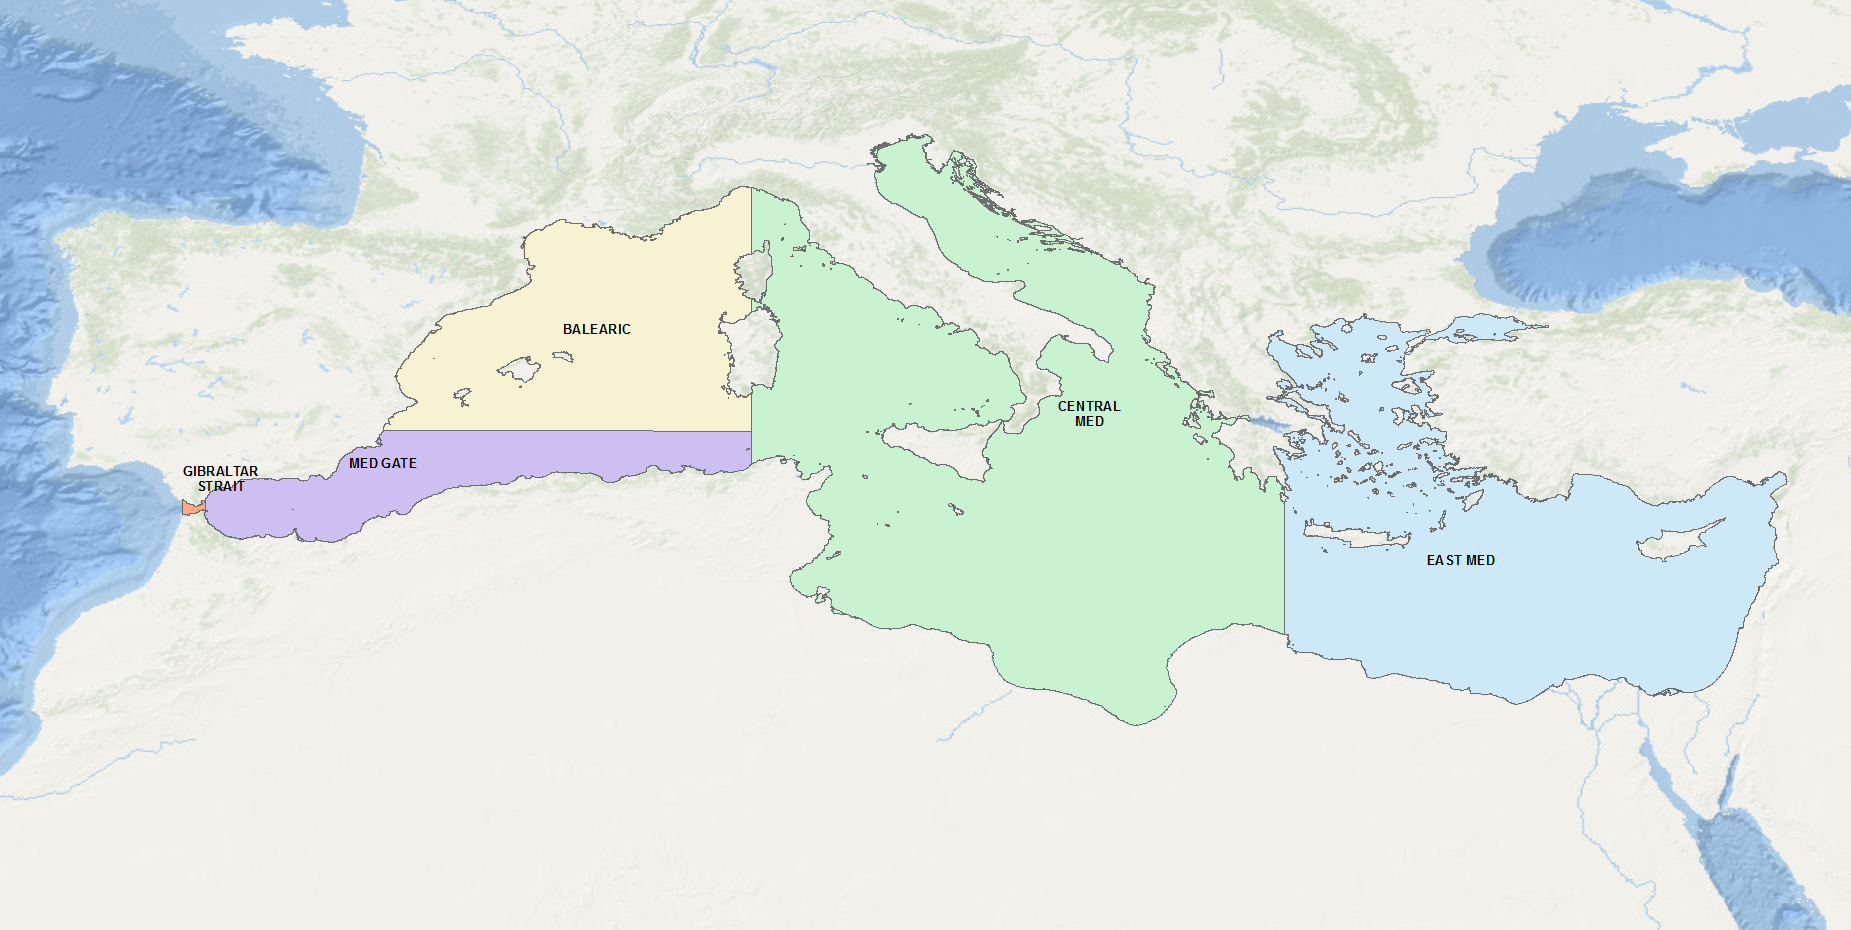 BALEARIC
CENTRAL
MED
MED GATE
GIBRALTAR
STRAIT
EAST MED